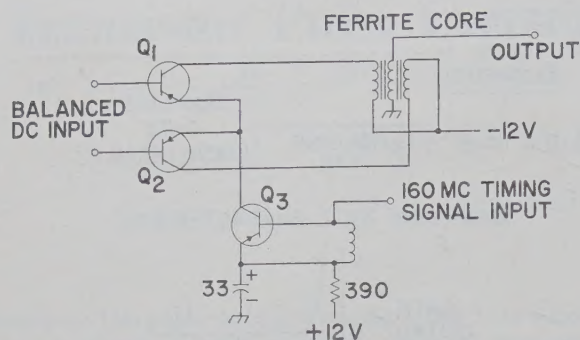 FERRITE CORE
Q1
OUTPUT
BALANCED
DC INPUT
-12V
Q2
Q3
160 MC TIMING
SIGNAL INPUT
33
+
-
390
+12V